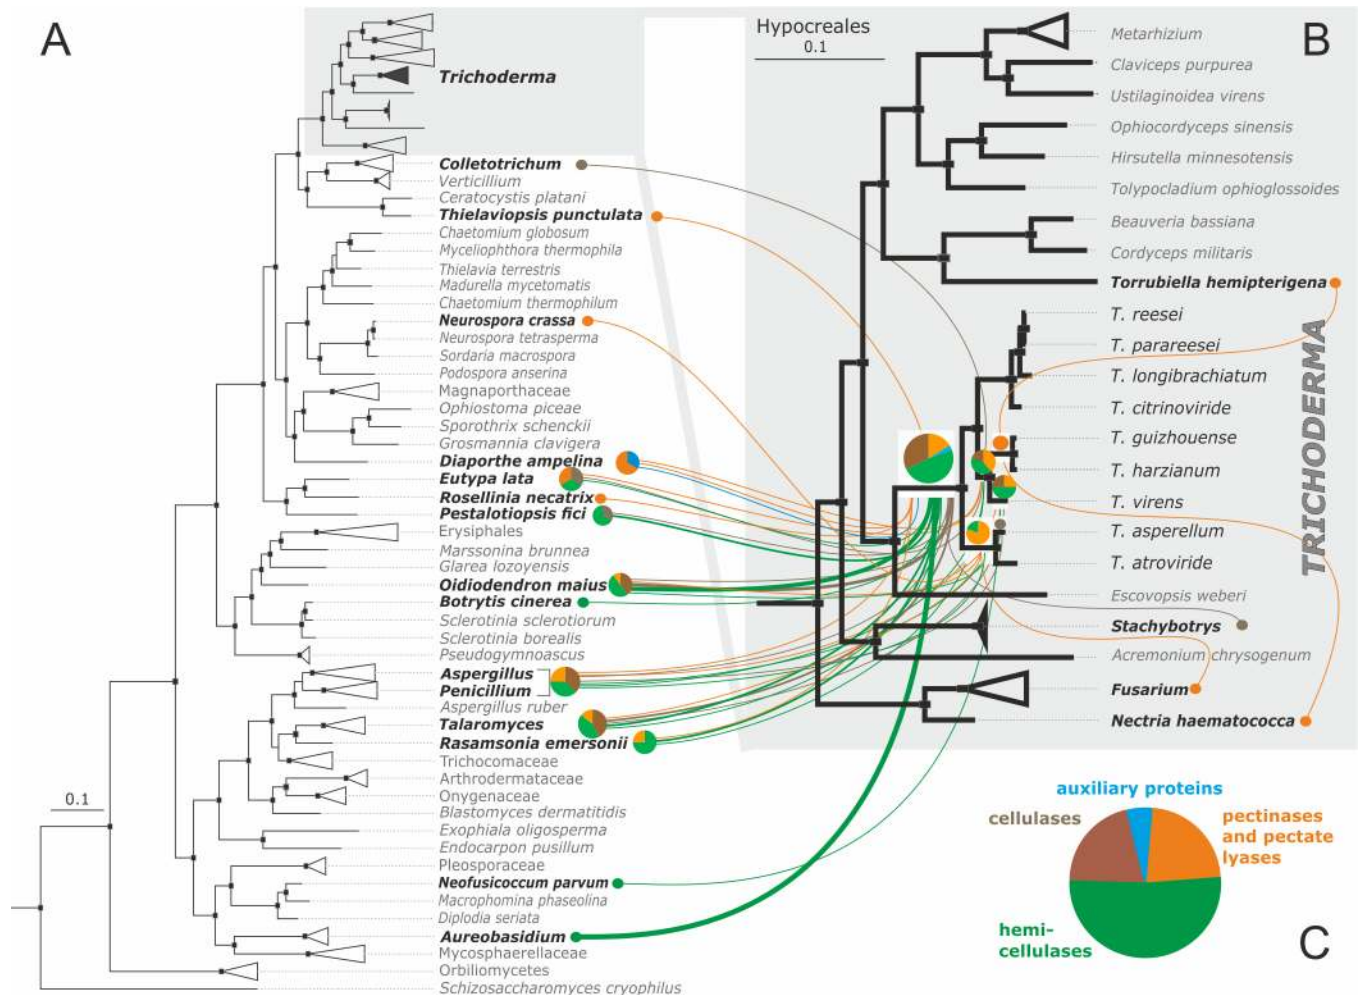 A
Trichoderma
Colletotrichum
Verticillium
Ceratocystis platani
Thielaviopsis punctulata
Chaetomium globosum
Myceliophthora thermophila
Thielavia terrestris
Madurella mycetomatis
Chaetomium thermophilum
Neurospora crassa
Neurospora tetrasperma
Sordaria macrospora
Podospora anserina
Magnaporthaceae
Ophiostoma piceae
Sporothrix schenckii
Grosmannia clavigera
Diaporthe ampelina
Eutypa lata
Rosellinia necatrix
Pestalotiopsis fici
Erysiphales
Marssonina brunnea
Glarea lozoyensis
Oidiodendron maius
Botrytis cinerea
Sclerotinia sclerotiorum
Sclerotinia borealis
Pseudogymnoascus
Aspergillus
Penicillium
Aspergillus ruber
Talaromyces
Rasamsonia emersonii
Trichocomaceae
Arthrodermataceae
Onygenaceae
Blastomyces dermatitidis
Exophiala oligosperma
Endocarpon pusillum
Pleosporaceae
Neofusicoccum parvum
Macrophomina phaseolina
Diplodia seriata
Aureobasidium
Mycosphaerellaceae
Orbiliomycetes
Schizosaccharomyces cryophilus
0.1
B
Hypocreales
0.1
Metarhizium
Claviceps purpurea
Ustilaginoidea virens
Ophiocordyceps sinensis
Hirsutella minnesotensis
Tolypocladium ophioglossoides
Beauveria bassiana
Cordyceps militaris
Torrubiella hemipterigena
T. reesei
T. parareesei
T. longibrachiatum
T. citrinoviride
T. guizhouense
T. harzianum
T. virens
T. asperellum
T. atroviride
TRICHODERMA
Escovopsis weberi
Stachybotrys
Acremonium chrysogenum
Fusarium
Nectria haematococca
auxiliary proteins
cellulases
pectinases
and pectate
lyases
hemi-
cellulases
C